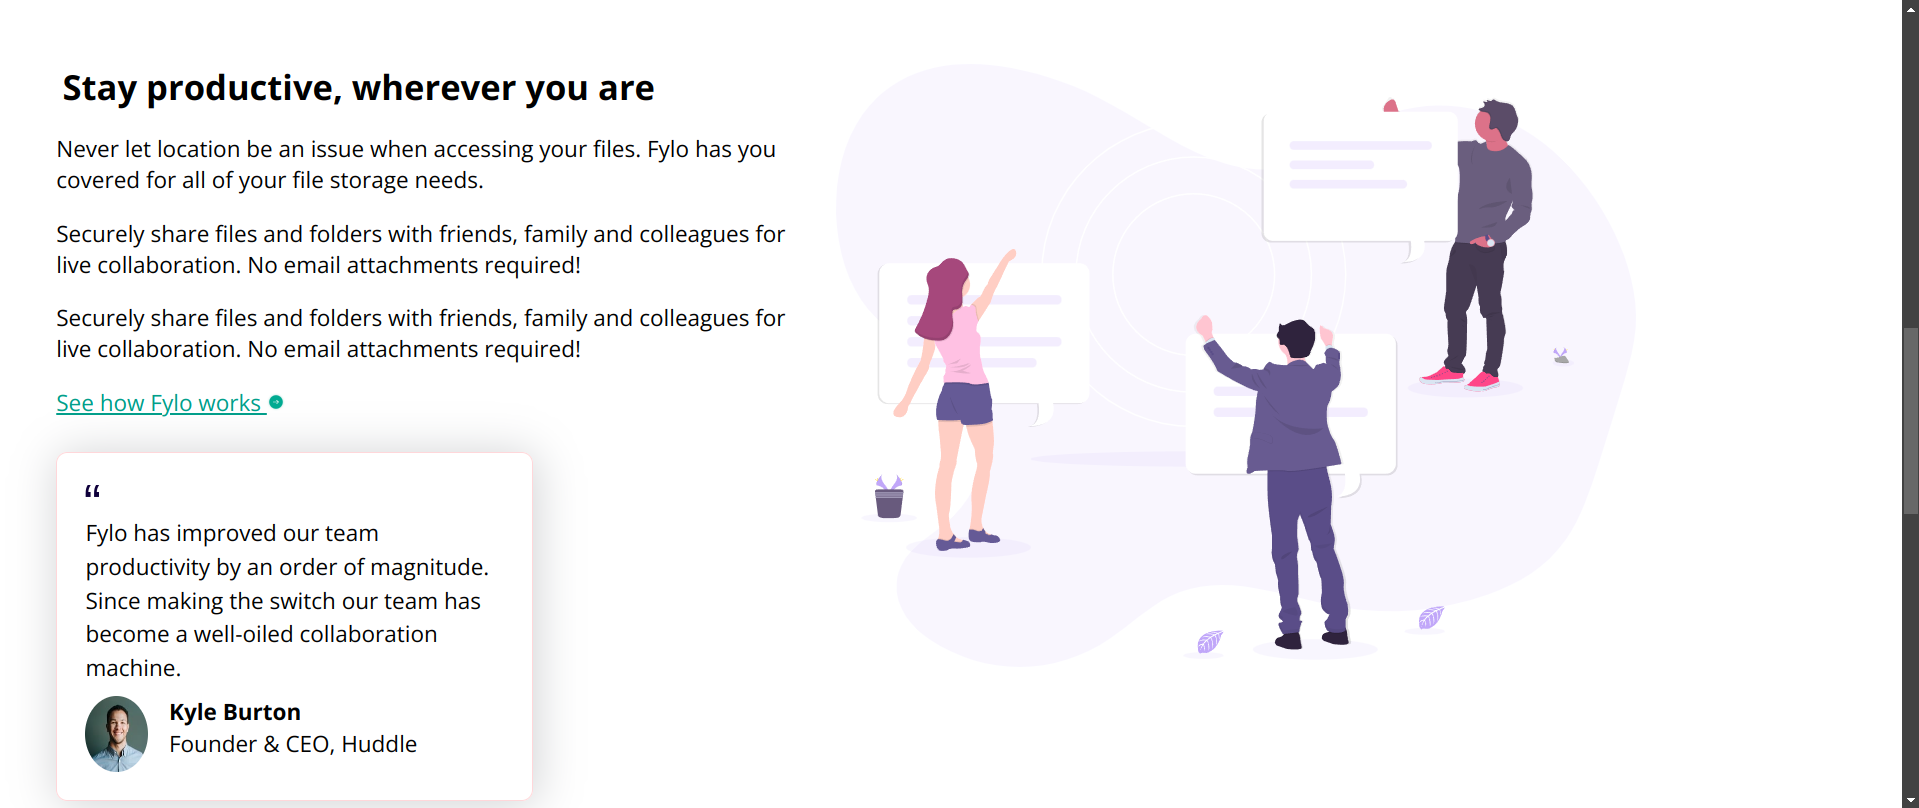 Stay productive, wherever you are
Never let location be an issue when accessing your files. Fylo has you
covered for all of your file storage needs.
Securely share files and folders with friends, family and colleagues for
live collaboration. No email attachments required!
Securely share files and folders with friends, family and colleagues for
live collaboration. No email attachments required!
See how Fylo works
“
Fylo has improved our team
productivity by an order of magnitude.
Since making the switch our team has
become a well-oiled collaboration
machine.
Kyle Burton
Founder & CEO, Huddle